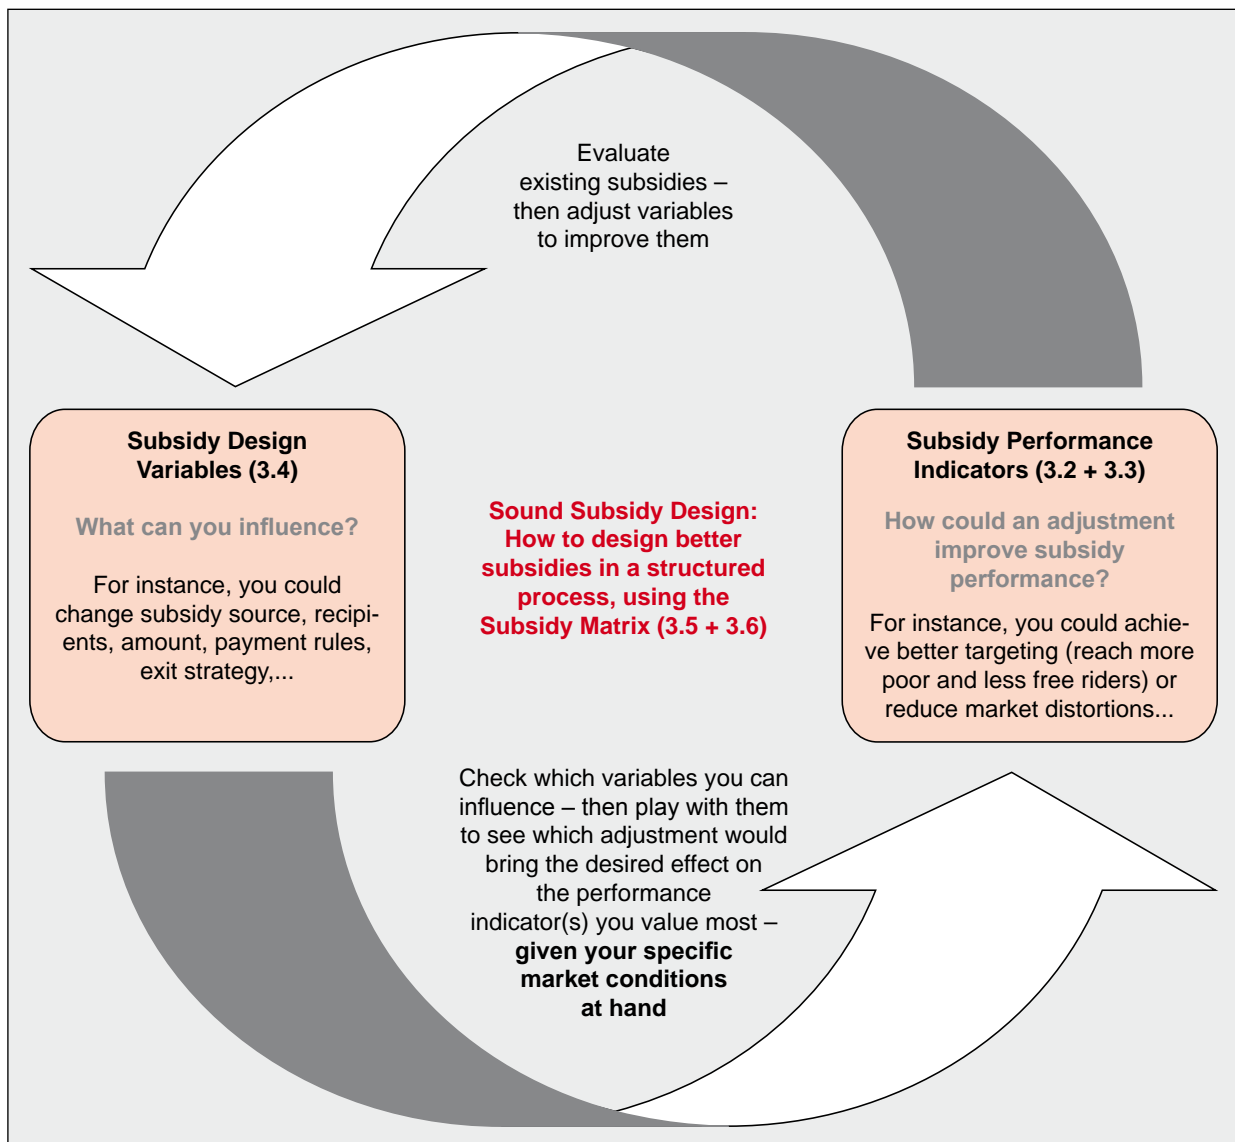 Evaluate
existing subsidies –
then adjust variables
to improve them
Subsidy Design
Variables (3.4)
What can you influence?
For instance, you could
change subsidy source, recipi-
ents, amount, payment rules,
exit strategy,...
Sound Subsidy Design:
How to design better
subsidies in a structured
process, using the
Subsidy Matrix (3.5 + 3.6)
Subsidy Performance
Indicators (3.2 + 3.3)
How could an adjustment
improve subsidy
performance?
For instance, you could achie-
ve better targeting (reach more
poor and less free riders) or
reduce market distortions...
Check which variables you can
influence – then play with them
to see which adjustment would
bring the desired effect on
the performance
indicator(s) you value most –
given your specific
market conditions
at hand